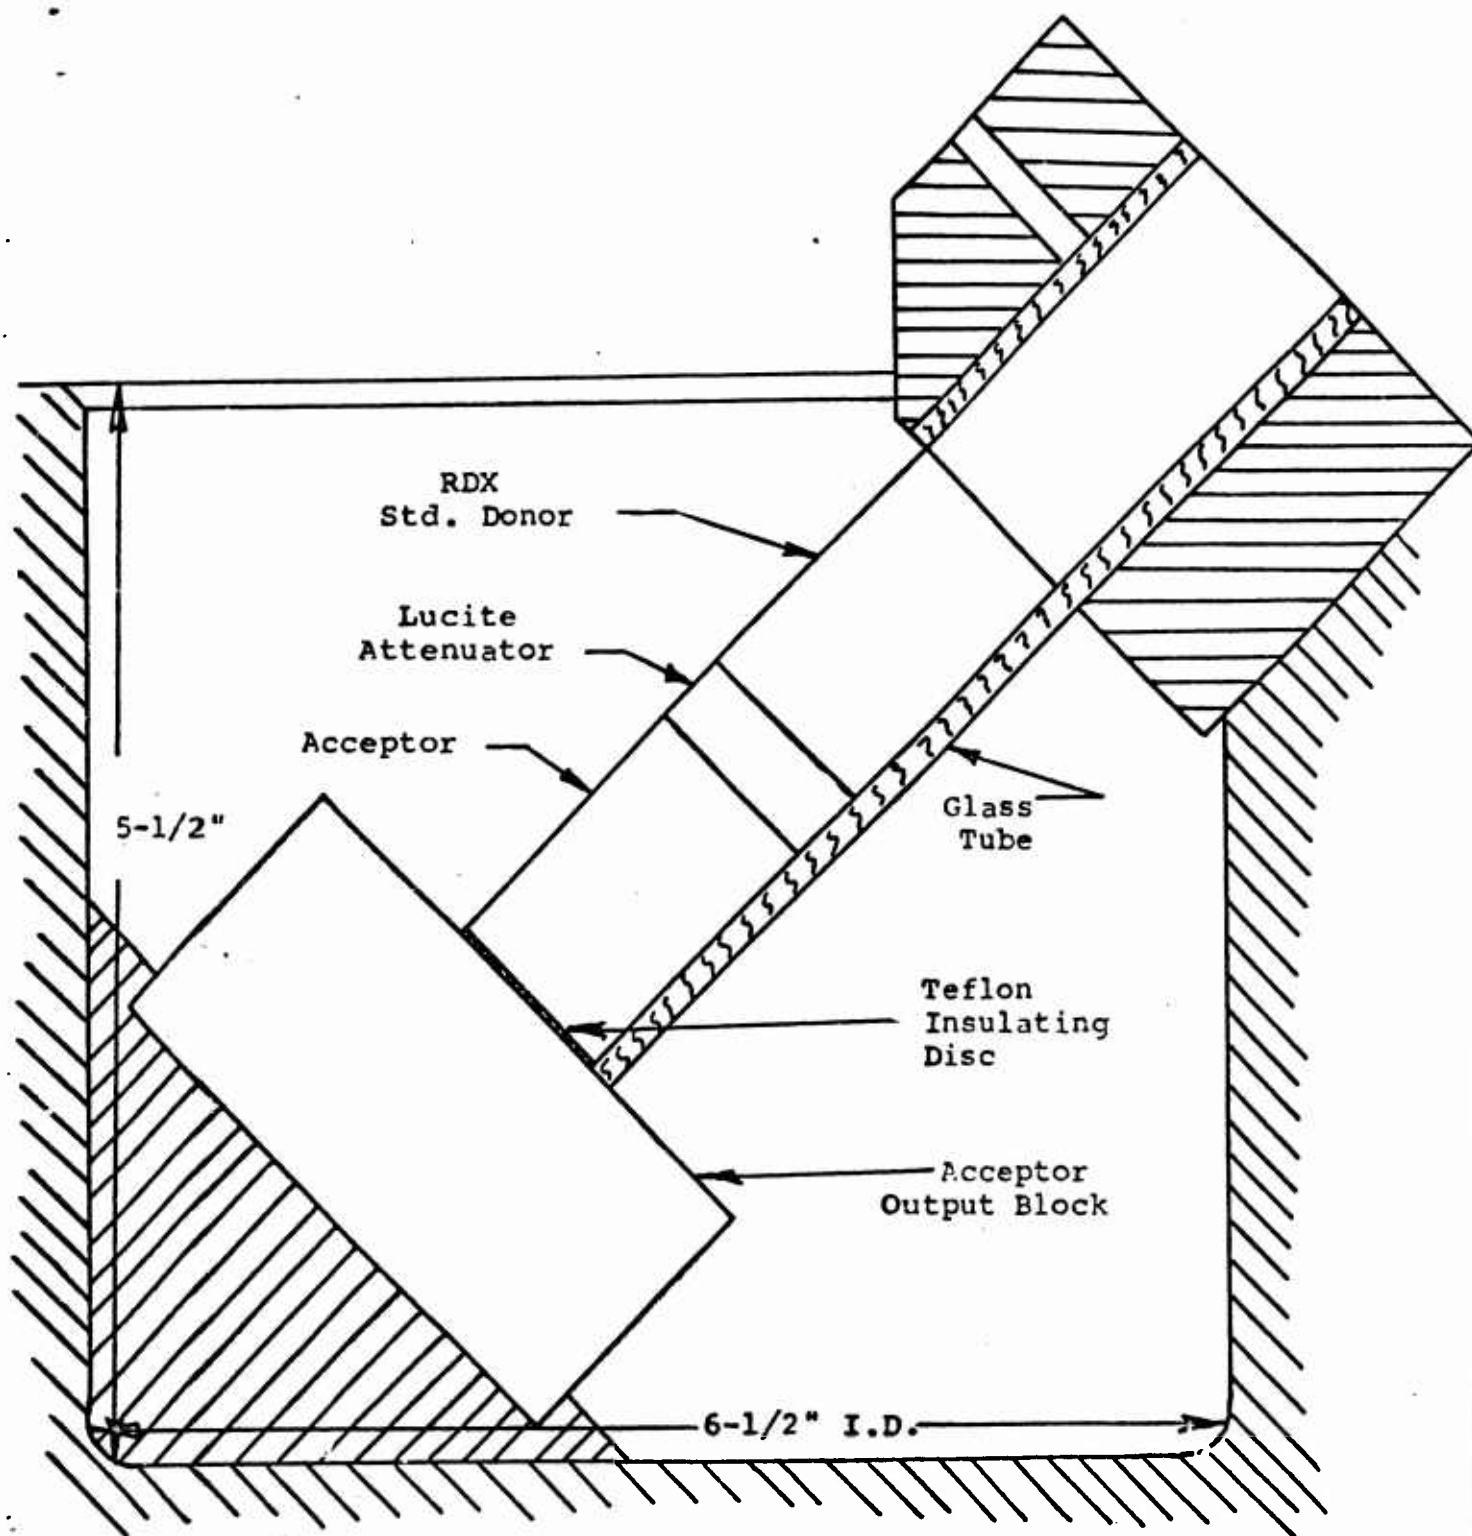 RDX
Std. Donor
Lucite
Attenuator
Acceptor
5-1/2"
Glass
Tube
Teflon
Insulating
Disc
Acceptor
Output Block
6-1/2" I.D.